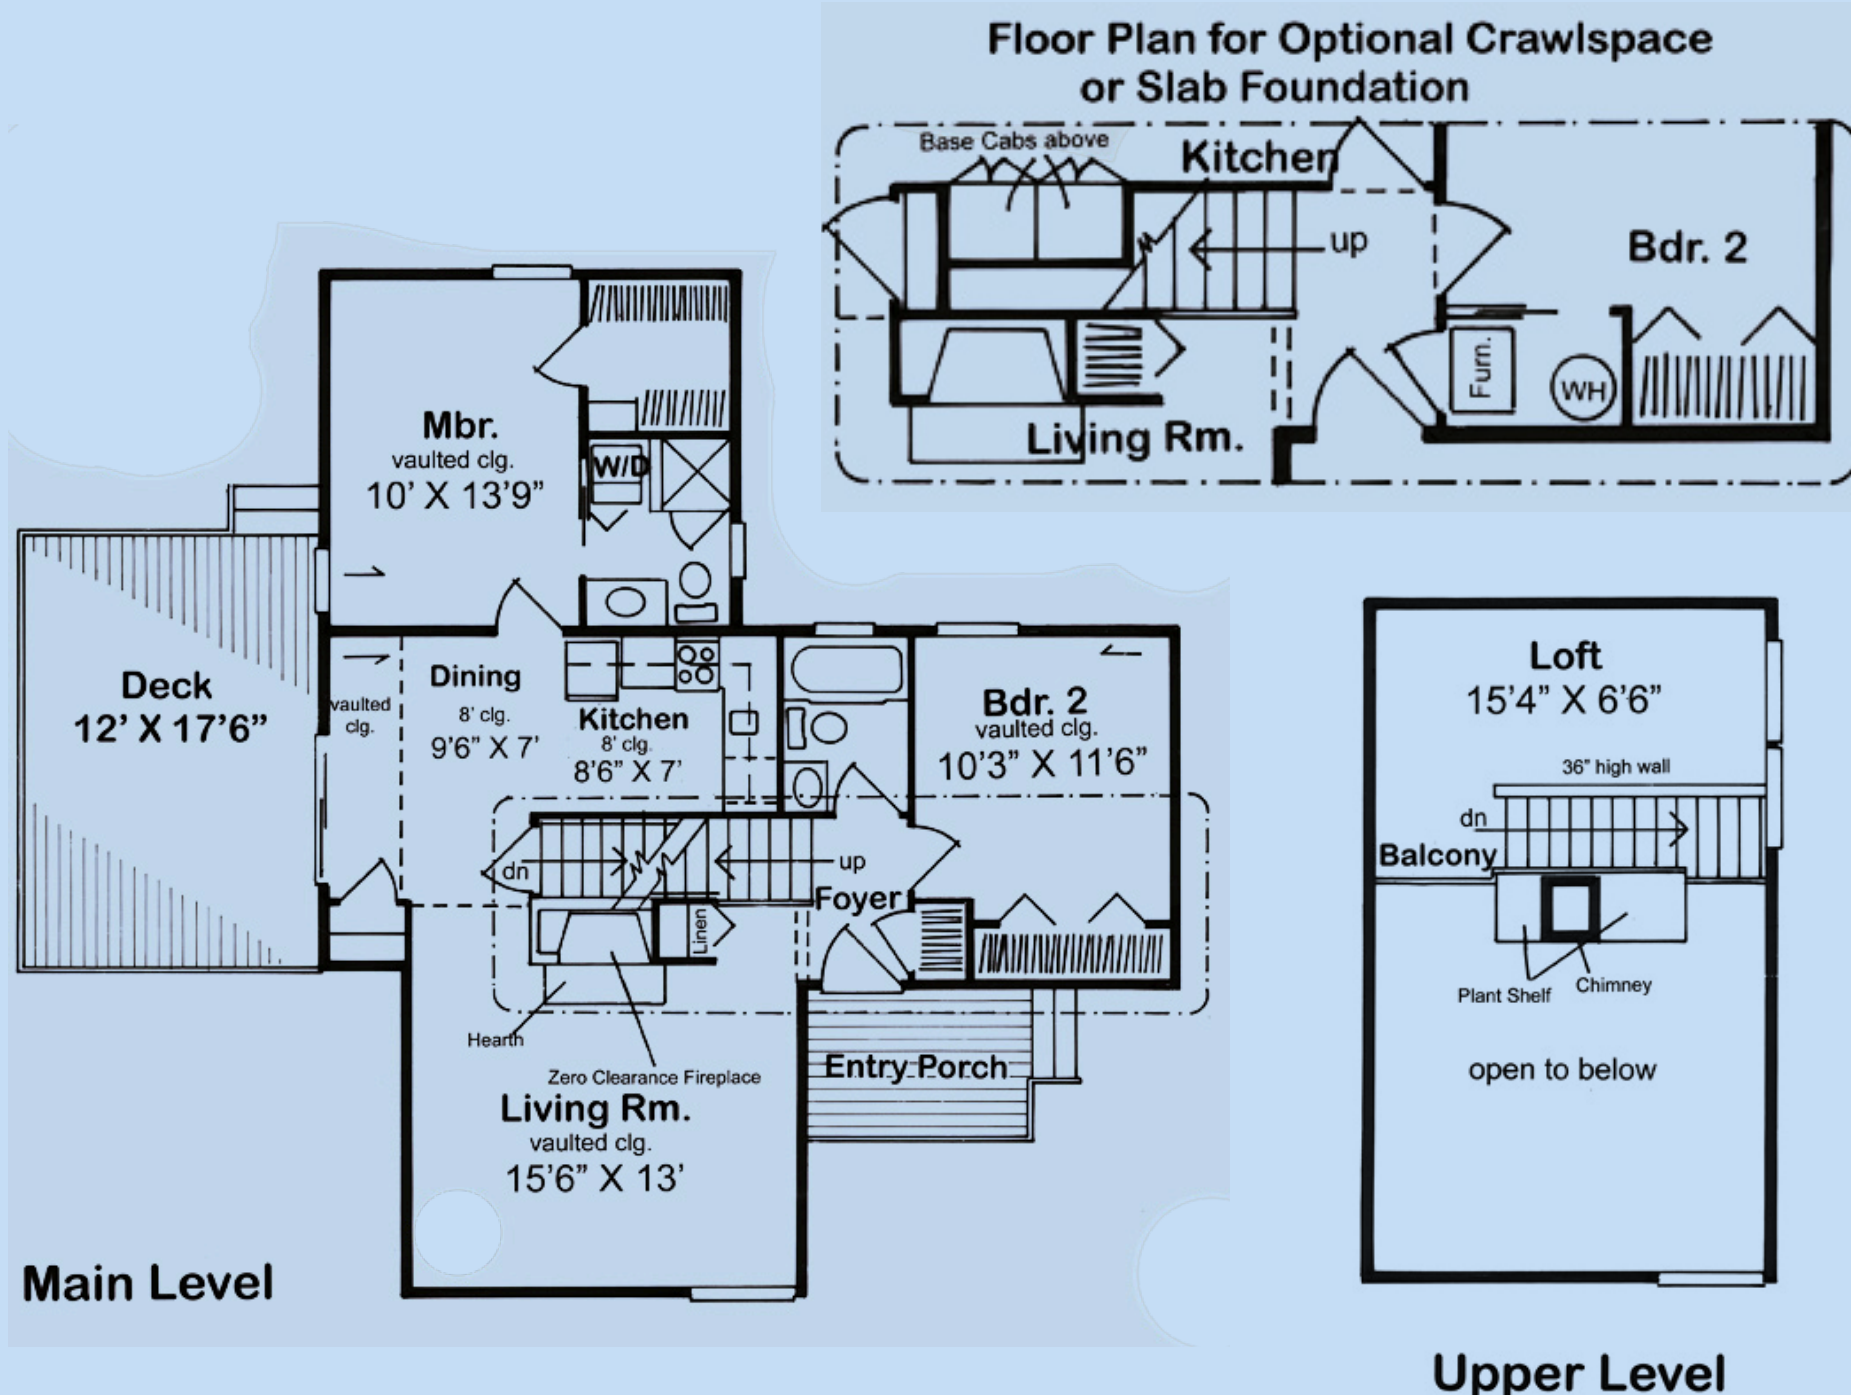 Floor Plan for Optional Crawlspace
or Slab Foundation
Base Cabs above
Kitchen
up
Bdr. 2
Furn.
WH
Living Rm.
Mbr.
vaulted clg.
10’ X 13’9”
W/D
Deck
12’ X 17’6”
vaulted
clg.
Dining
8’ clg.
9’6” X 7’
Kitchen
8’ clg.
8’6” X 7’
Bdr. 2
vaulted clg.
10’3” X 11’6”
dn
up
Foyer
Linen
Hearth
Zero Clearance Fireplace
Living Rm.
vaulted clg.
15’6” X 13’
Entry Porch
Main Level
Loft
15’4” X 6’6”
36” high wall
dn
Balcony
Plant Shelf
Chimney
open to below
Upper Level